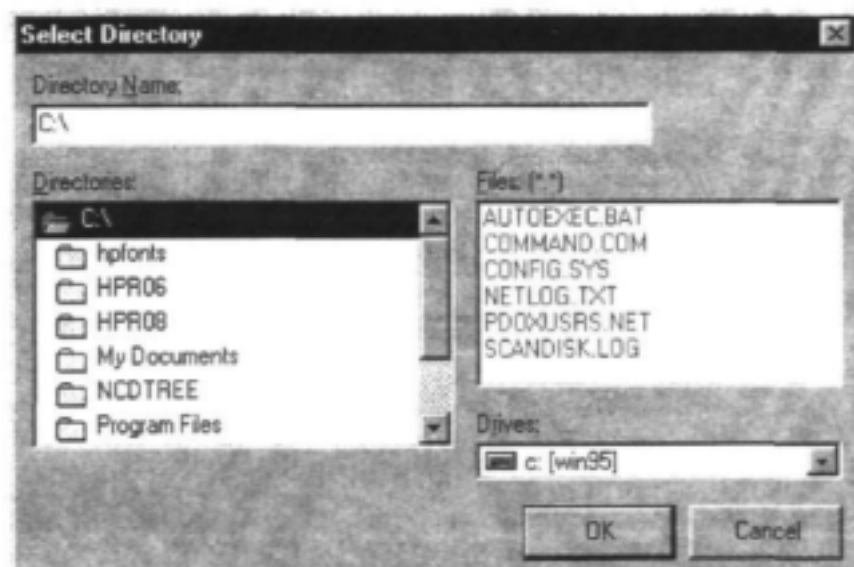 Select Directory
Directory Name:
C:\
Directories:
C:\
hpfonts
HPR06
HPR08
My Documents
NCDTREE
Program Files
Files: (*.*)
AUTOEXEC.BAT
COMMAND.COM
CONFIG.SYS
NETLOG.TXT
PDOXUSRS.NET
SCANDISK.LOG
Drives:
c: [win95]
OK
Cancel